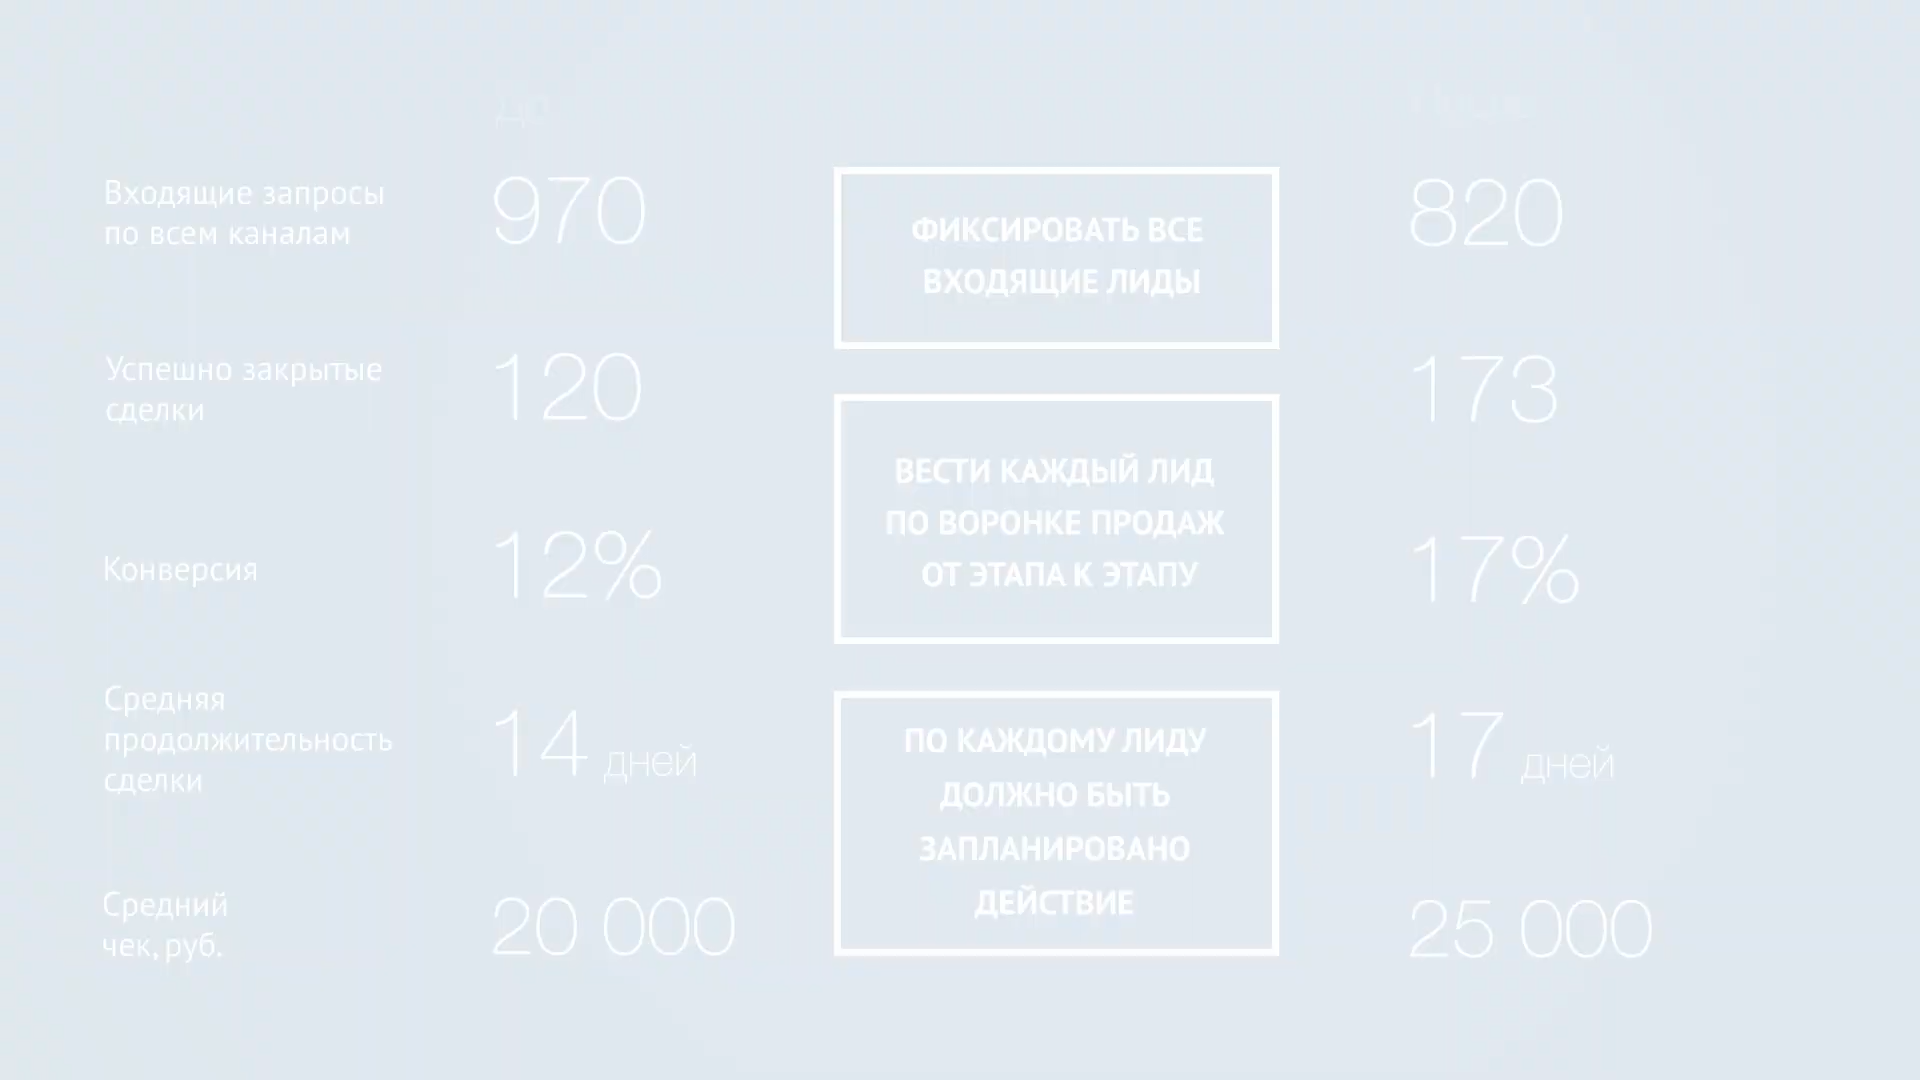 До
Входящие запросы
по всем каналам
970
ФИКСИРОВАТЬ ВСЕ
ВХОДЯЩИЕ ЛИДЫ
820
Успешно закрытые
сделки
120
173
ВЕСТИ КАЖДЫЙ ЛИД
ПО ВОРОНКЕ ПРОДАЖ
ОТ ЭТАПА К ЭТАПУ
Конверсия
12%
17%
Средняя
продолжительность
сделки
14 дней
ПО КАЖДОМУ ЛИДУ
ДОЛЖНО БЫТЬ
ЗАПЛАНИРОВАНО
ДЕЙСТВИЕ
17 дней
Средний
чек, руб.
20 000
25 000